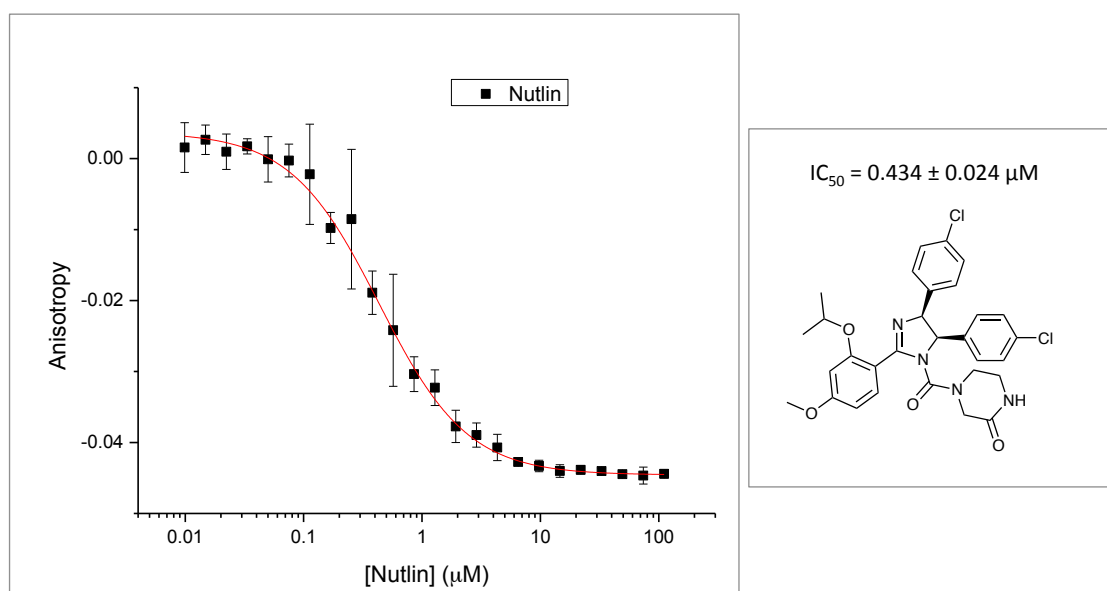 Nutlin
0.00
-0.02
-0.04
Anisotropy
0.01 0.1 1 10 100
[Nutlin] (μM)
IC50 = 0.434 ± 0.024 μM
Cl
N
O
Cl
N
N
NH
O
O
O